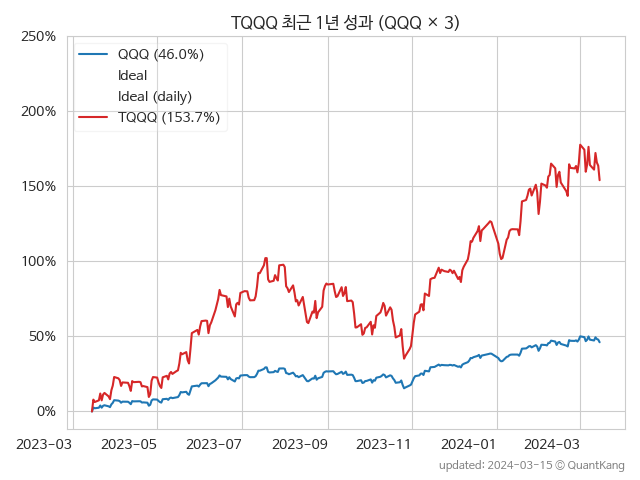 TQQQ 최근 1년 성과 (QQQ × 3)
250%
200%
150%
100%
50%
0%
QQQ (46.0%)
Ideal
Ideal (daily)
TQQQ (153.7%)
2023-03
2023-05
2023-07
2023-09
2023-11
2024-01
2024-03
updated: 2024-03-15 ⓒ QuantKang